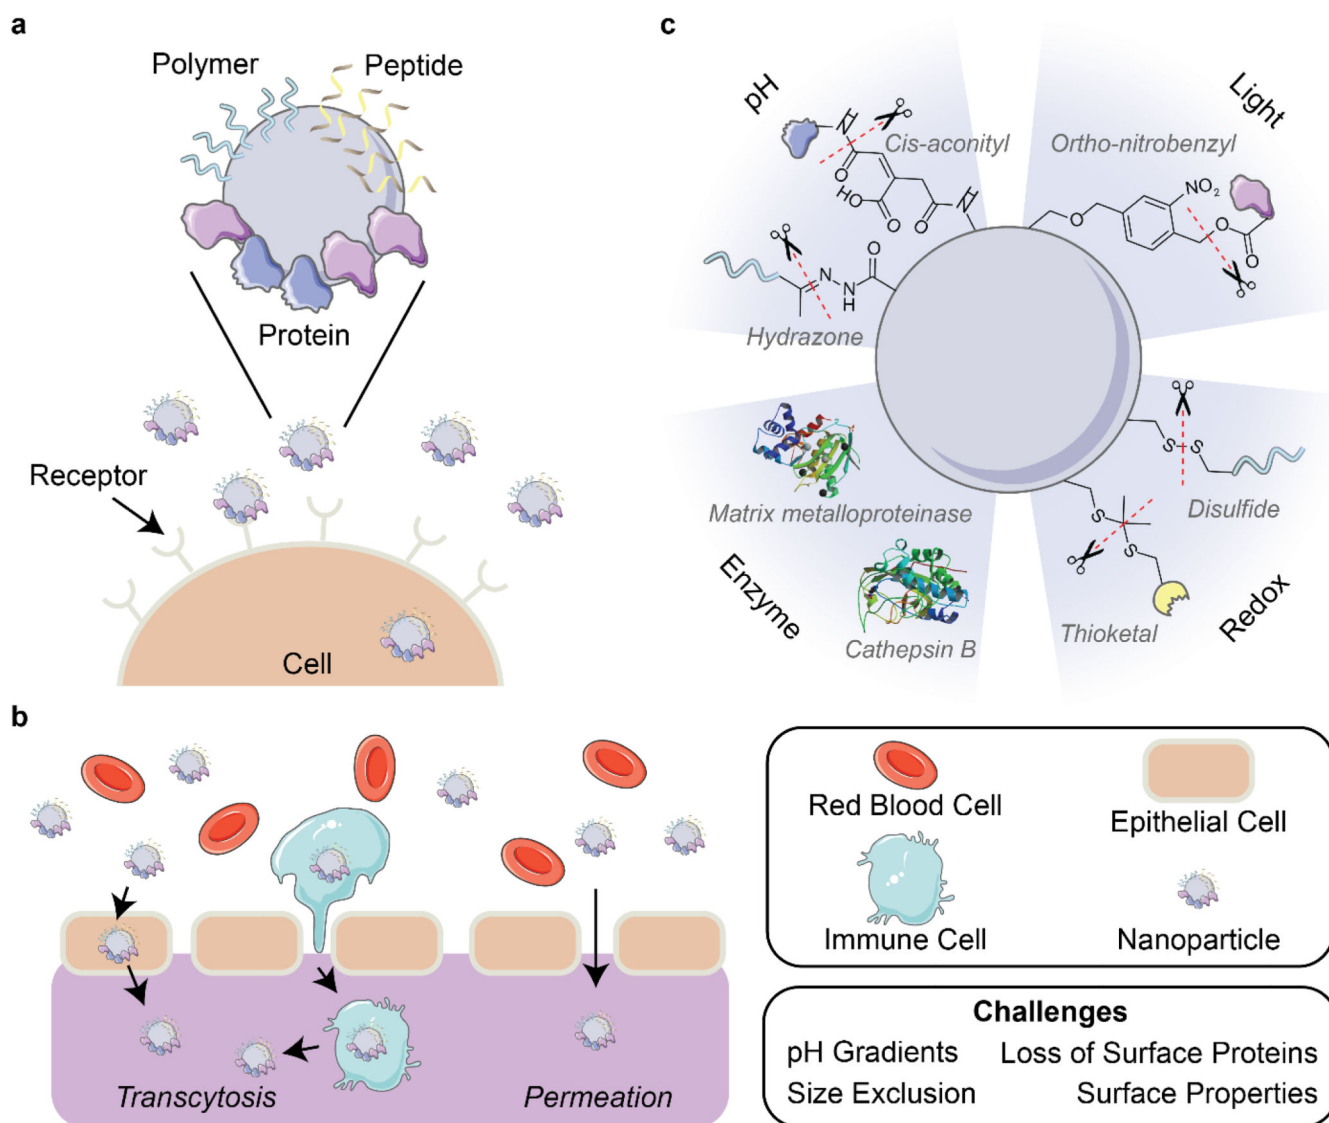 a
Polymer
Peptide
Protein
Receptor
Cell
b
Transcytosis
Permeation
c
pH
Cis-aconityl
N
H
O
O
HO
O
H
N
Hydrazone
N
NH
H
O
Light
Ortho-nitrobenzyl
NO2
O
O
O
Enzyme
Matrix metalloproteinase
Cathepsin B
Redox
S
S
Disulfide
S
S
Thioketal
Red Blood Cell
Epithelial Cell
Immune Cell
Nanoparticle
Challenges
pH Gradients Loss of Surface Proteins
Size Exclusion Surface Properties